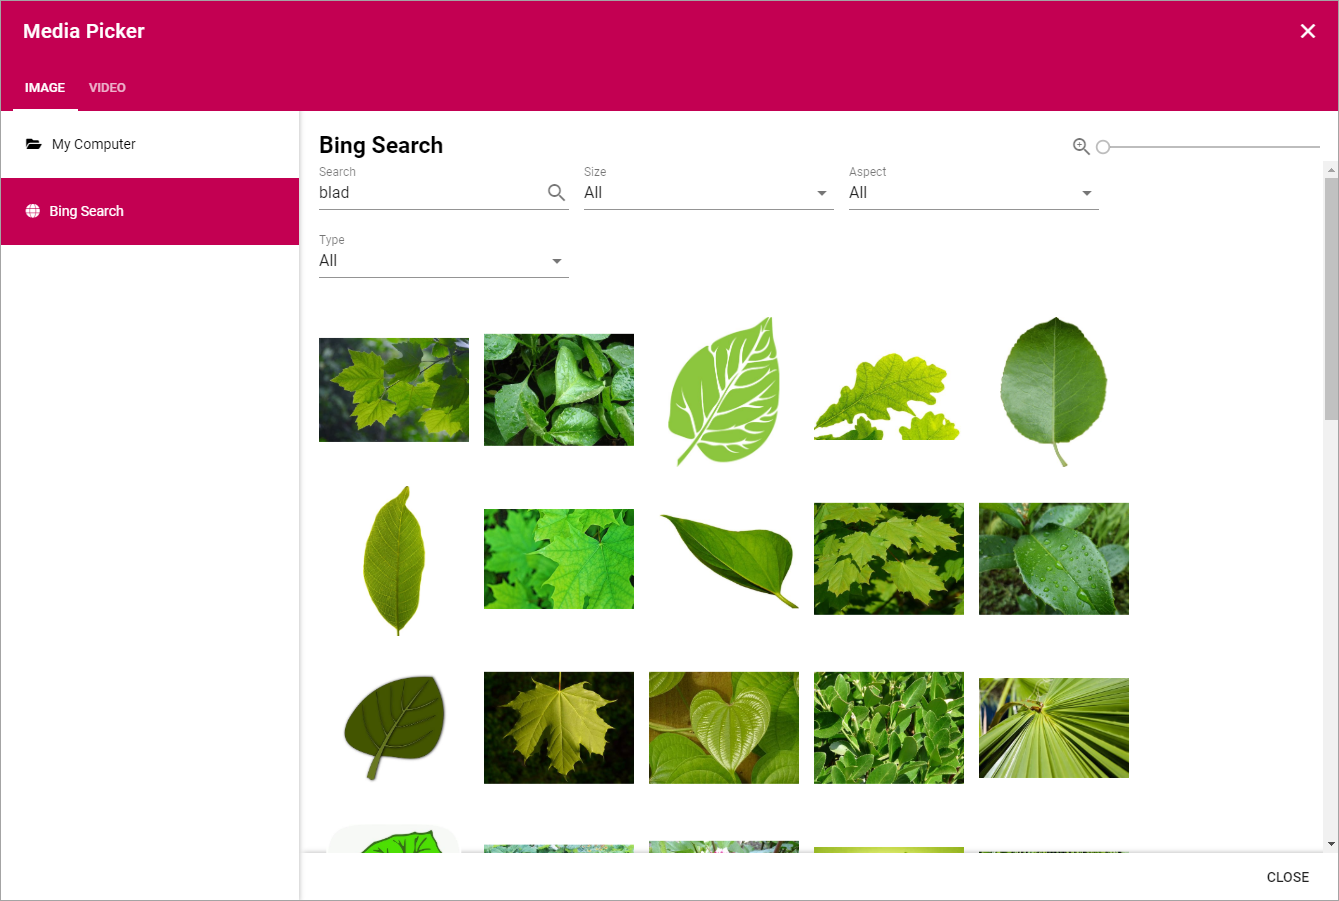 Media Picker
IMAGE VIDEO
My Computer
Bing Search
Bing Search
Search
blad
Size
All
Aspect
All
Type
All
CLOSE